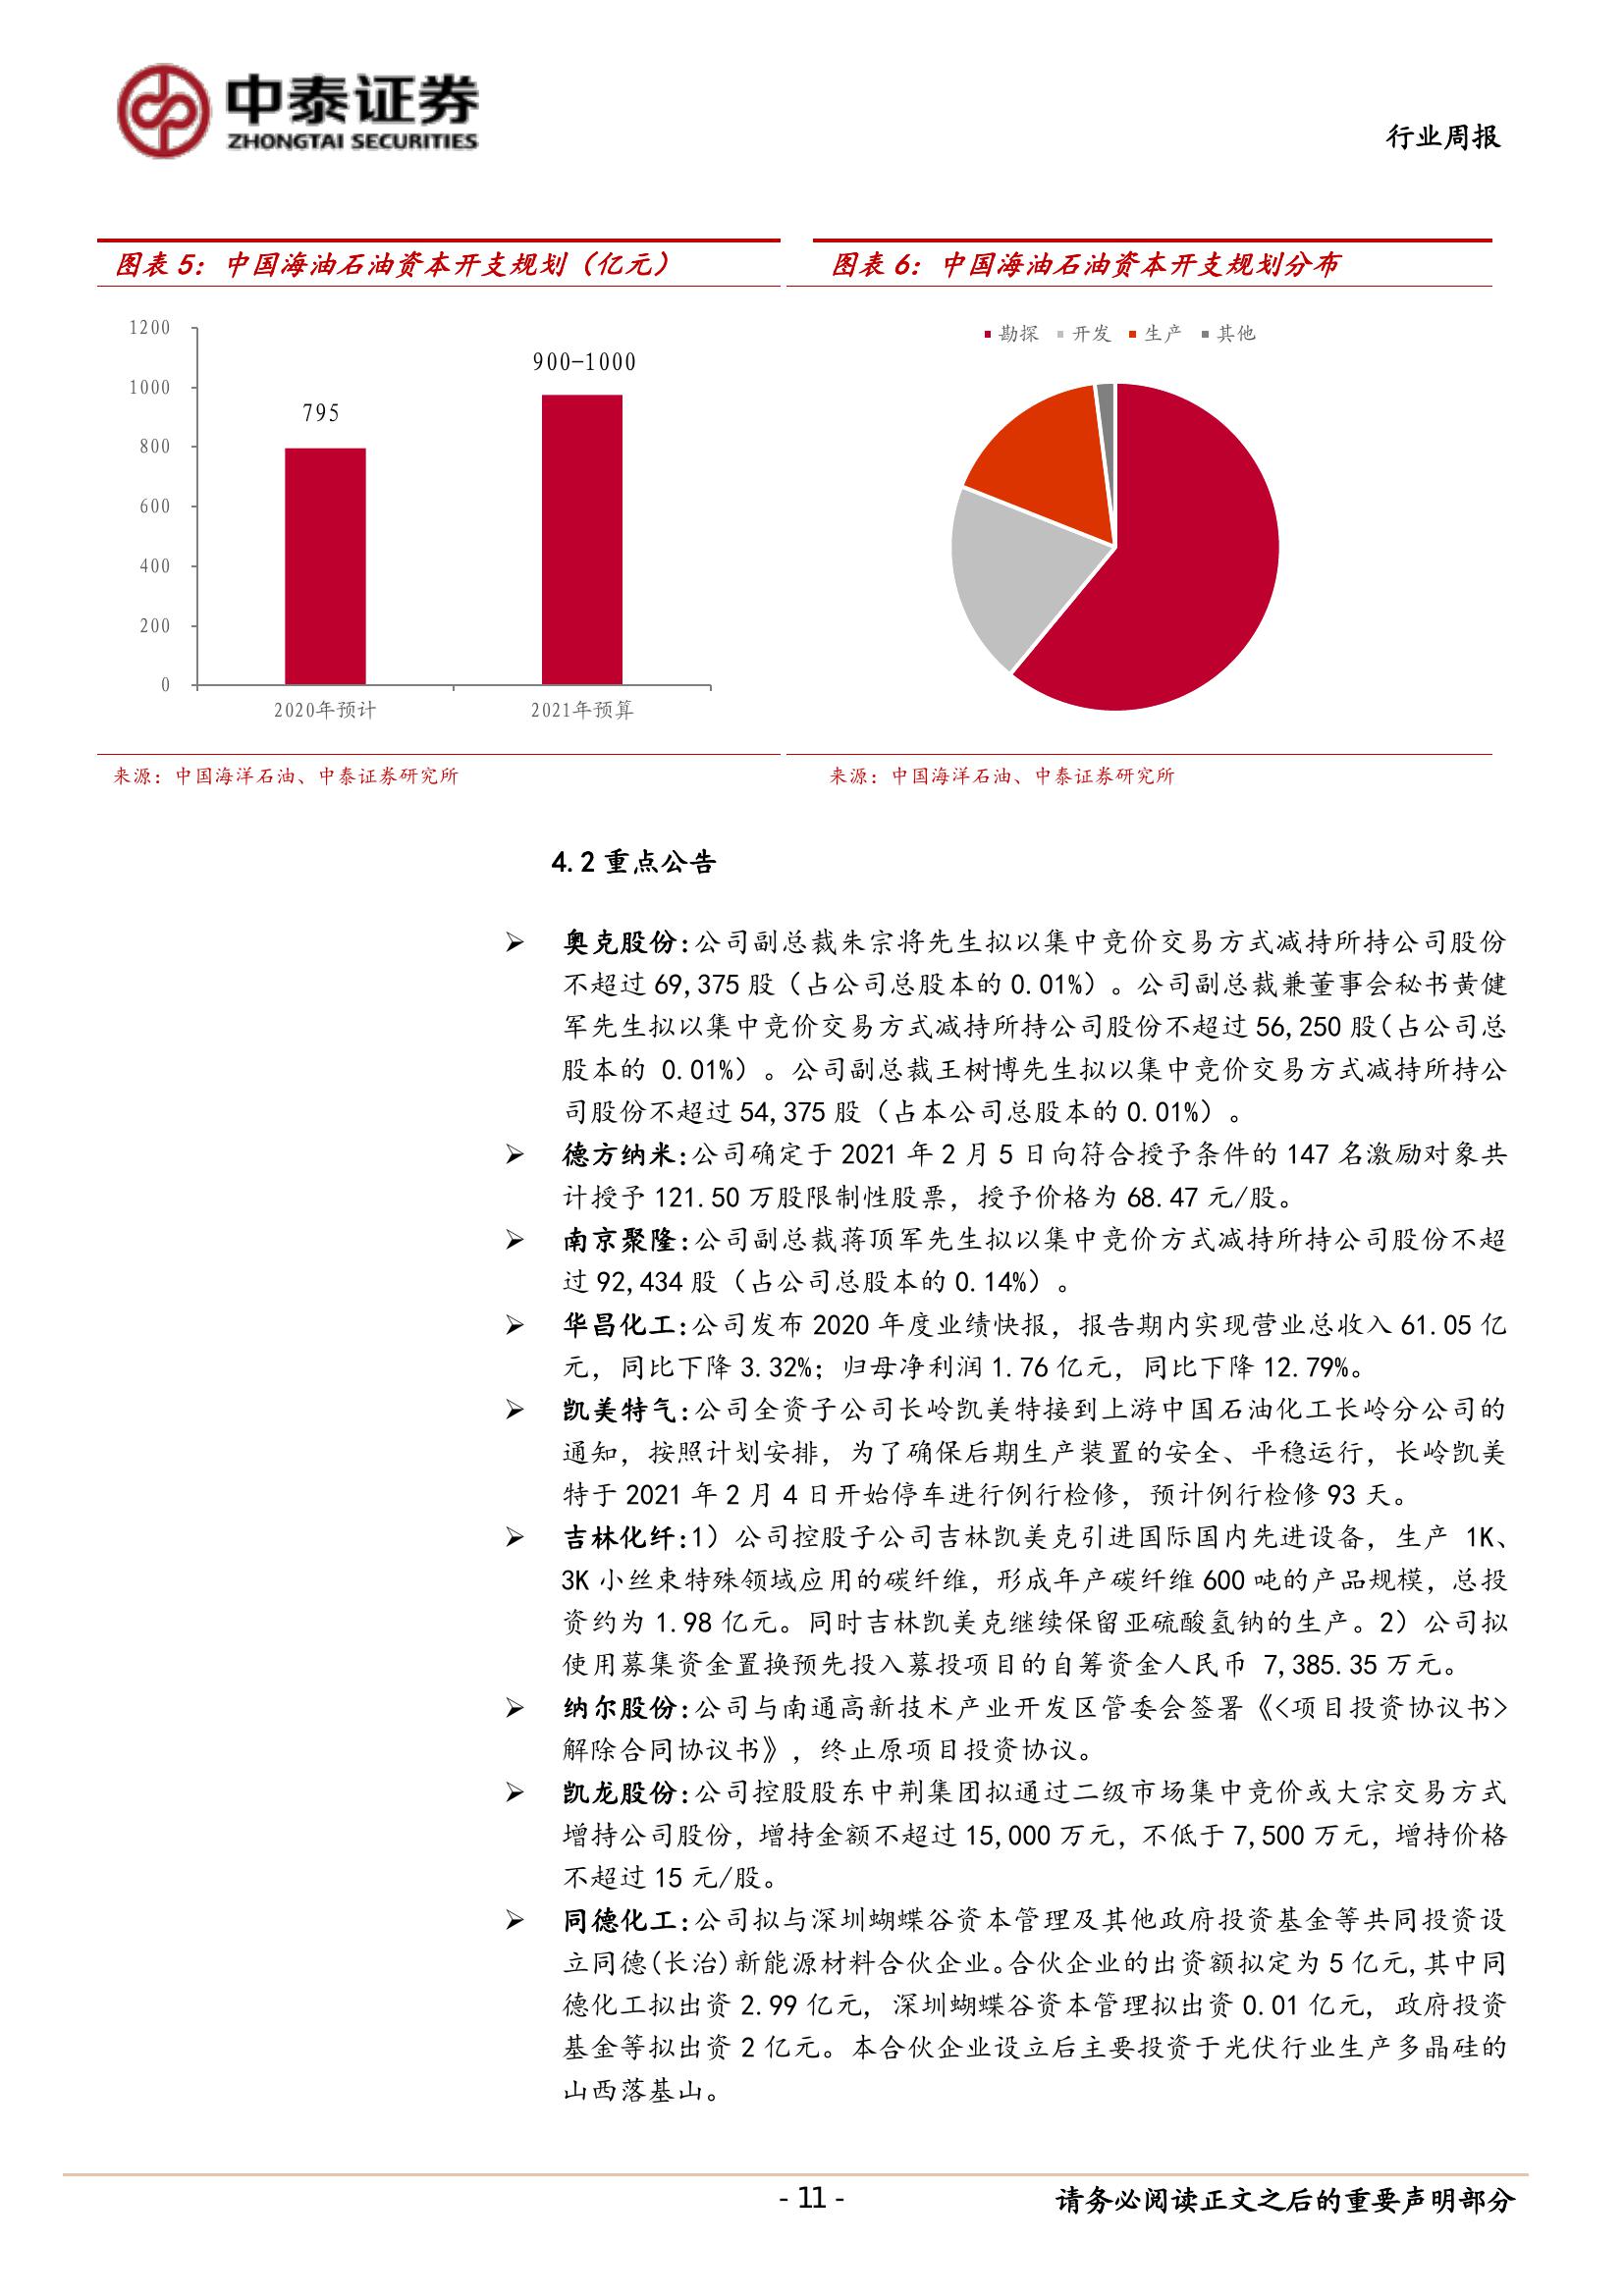 中泰证券
ZHONGTAI SECURITIES
行业周报
图表 5：中国海油石油资本开支规划（亿元）
1200
1000
800
600
400
200
0
795
900-1000
2020年预计
2021年预算
来源：中国海洋石油、中泰证券研究所
图表 6：中国海油石油资本开支规划分布
勘探 开发 生产 其他
来源：中国海洋石油、中泰证券研究所
4.2 重点公告
➢ 奥克股份:公司副总裁朱宗将先生拟以集中竞价交易方式减持所持公司股份
不超过 69,375 股（占公司总股本的 0.01%）。公司副总裁兼董事会秘书黄健
军先生拟以集中竞价交易方式减持所持公司股份不超过 56,250 股（占公司总
股本的 0.01%）。公司副总裁王树博先生拟以集中竞价交易方式减持所持公
司股份不超过 54,375 股（占本公司总股本的 0.01%）。
➢ 德方纳米:公司确定于 2021 年 2 月 5 日向符合授予条件的 147 名激励对象共
计授予 121.50 万股限制性股票，授予价格为 68.47 元/股。
➢ 南京聚隆:公司副总裁蒋顶军先生拟以集中竞价方式减持所持公司股份不超
过 92,434 股（占公司总股本的 0.14%）。
➢ 华昌化工:公司发布 2020 年度业绩快报，报告期内实现营业总收入 61.05 亿
元，同比下降 3.32%；归母净利润 1.76 亿元，同比下降 12.79%。
➢ 凯美特气:公司全资子公司长岭凯美特接到上游中国石油化工长岭分公司的
通知，按照计划安排，为了确保后期生产装置的安全、平稳运行，长岭凯美
特于 2021 年 2 月 4 日开始停车进行例行检修，预计例行检修 93 天。
➢ 吉林化纤:1）公司控股子公司吉林凯美克引进国际国内先进设备，生产 1K、
3K 小丝束特殊领域应用的碳纤维，形成年产碳纤维 600 吨的产品规模，总投
资约为 1.98 亿元。同时吉林凯美克继续保留亚硫酸氢钠的生产。2）公司拟
使用募集资金置换预先投入募投项目的自筹资金人民币 7,385.35 万元。
➢ 纳尔股份:公司与南通高新技术产业开发区管委会签署《<项目投资协议书>
解除合同协议书》，终止原项目投资协议。
➢ 凯龙股份:公司控股股东中荆集团拟通过二级市场集中竞价或大宗交易方式
增持公司股份，增持金额不超过 15,000 万元，不低于 7,500 万元，增持价格
不超过 15 元/股。
➢ 同德化工:公司拟与深圳蝴蝶谷资本管理及其他政府投资基金等共同投资设
立同德(长治)新能源材料合伙企业。合伙企业的出资额拟定为 5 亿元,其中同
德化工拟出资 2.99 亿元，深圳蝴蝶谷资本管理拟出资 0.01 亿元，政府投资
基金等拟出资 2 亿元。本合伙企业设立后主要投资于光伏行业生产多晶硅的
山西落基山。
- 11 -
请务必阅读正文之后的重要声明部分